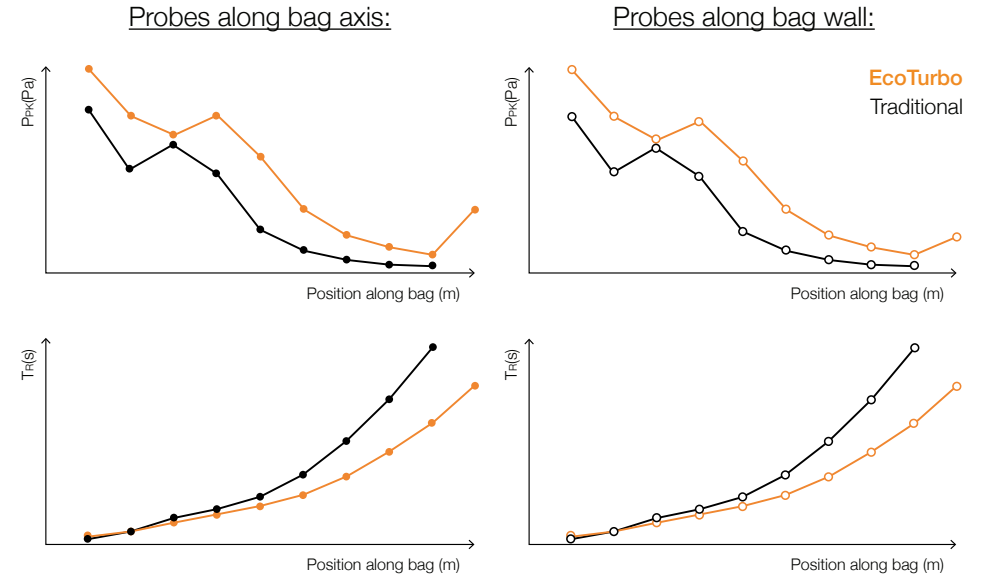 Probes along bag axis:
Probes along bag wall:
PPK(Pa)
PPK(Pa)
EcoTurbo
Traditional
Position along bag (m)
Position along bag (m)
TR(s)
TR(s)
Position along bag (m)
Position along bag (m)